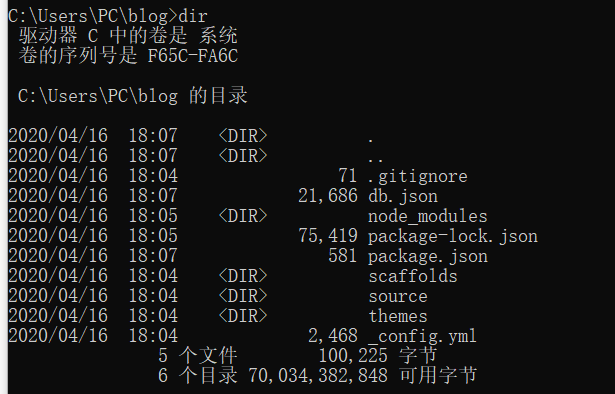 C:\Users\PC\blog>dir
驱动器 C 中的卷是 系统
卷的序列号是 F65C-FA6C
C:\Users\PC\blog 的目录
2020/04/16  18:07    <DIR>          .
2020/04/16  18:07    <DIR>          ..
2020/04/16  18:04                71 .gitignore
2020/04/16  18:07            21,686 db.json
2020/04/16  18:05    <DIR>          node_modules
2020/04/16  18:05            75,419 package-lock.json
2020/04/16  18:07               581 package.json
2020/04/16  18:04    <DIR>          scaffolds
2020/04/16  18:04    <DIR>          source
2020/04/16  18:04    <DIR>          themes
2020/04/16  18:04             2,468 _config.yml
5 个文件        100,225 字节
6 个目录 70,034,382,848 可用字节